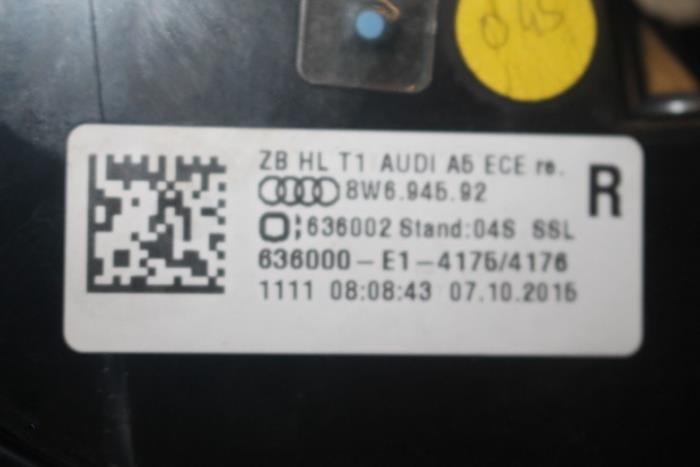 04S
ZB HL T1 AUDI A5 ECE re.
8W6.945.92
R
636002 Stand:04S SSL
636000-E1-4175/4176
1111 08:08:43 07.10.2015